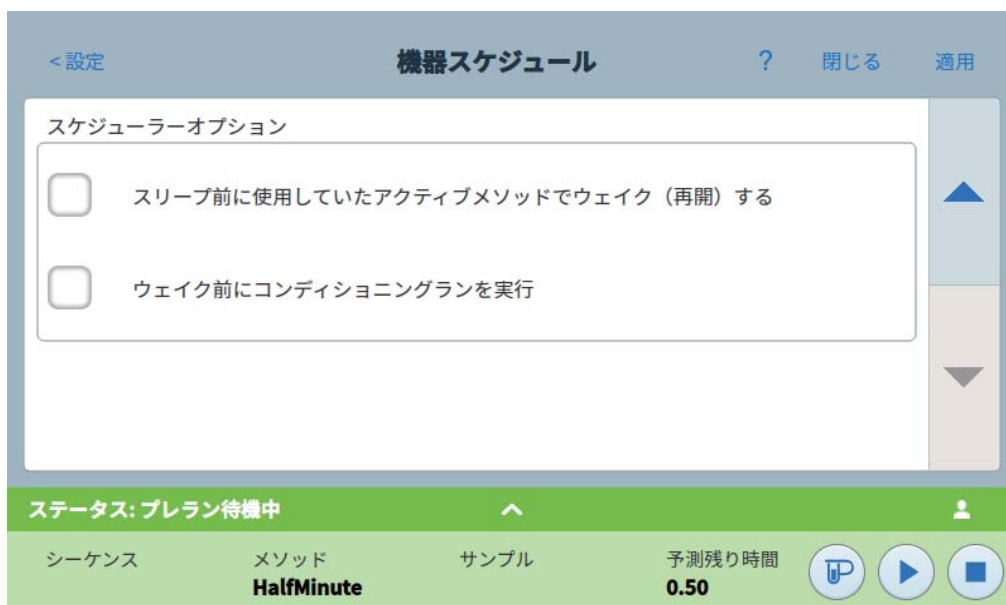 <設定 機器スケジュール ? 閉じる 適用
スケジューラーオプション
スリープ前に使用していたアクティブメソッドでウェイク（再開）する
ウェイク前にコンディショニングランを実行
ステータス: プレラン待機中
シーケンス メソッド サンプル 予測残り時間
HalfMinute 0.50